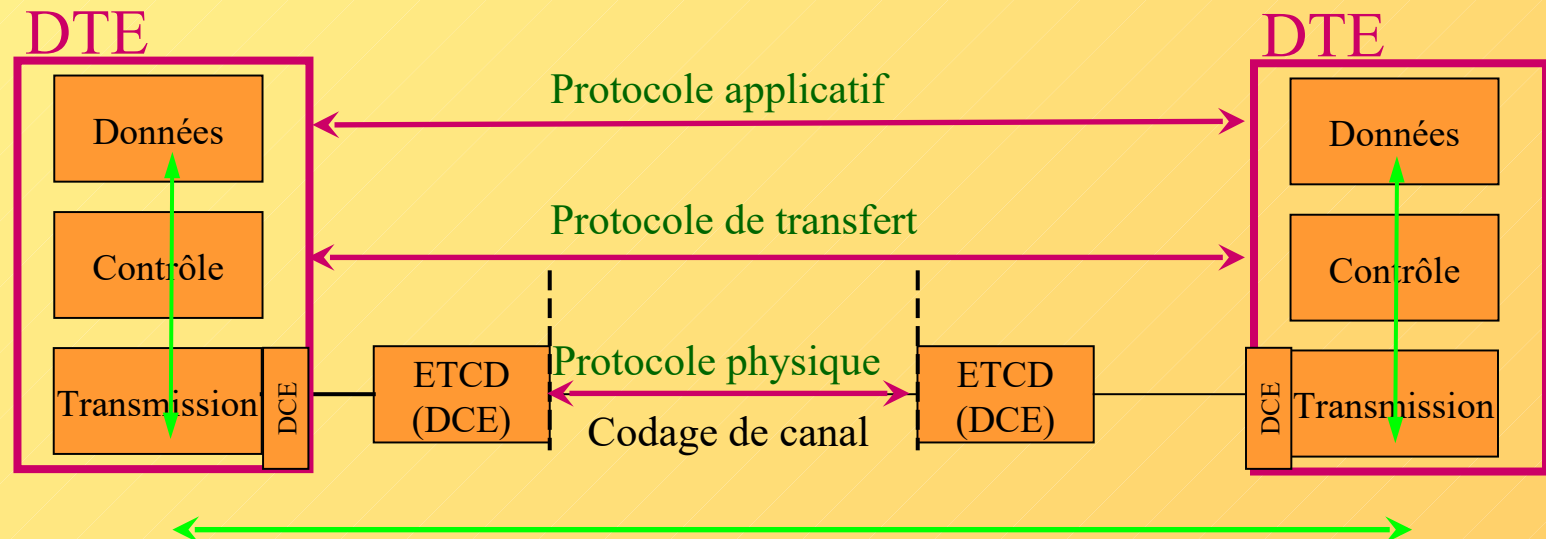 DTE
DTE
Données
Protocole applicatif
Données
Contrôle
Protocole de transfert
Contrôle
Transmission
DCE
ETCD
(DCE)
Protocole physique
Codage de canal
ETCD
(DCE)
DCE
Transmission